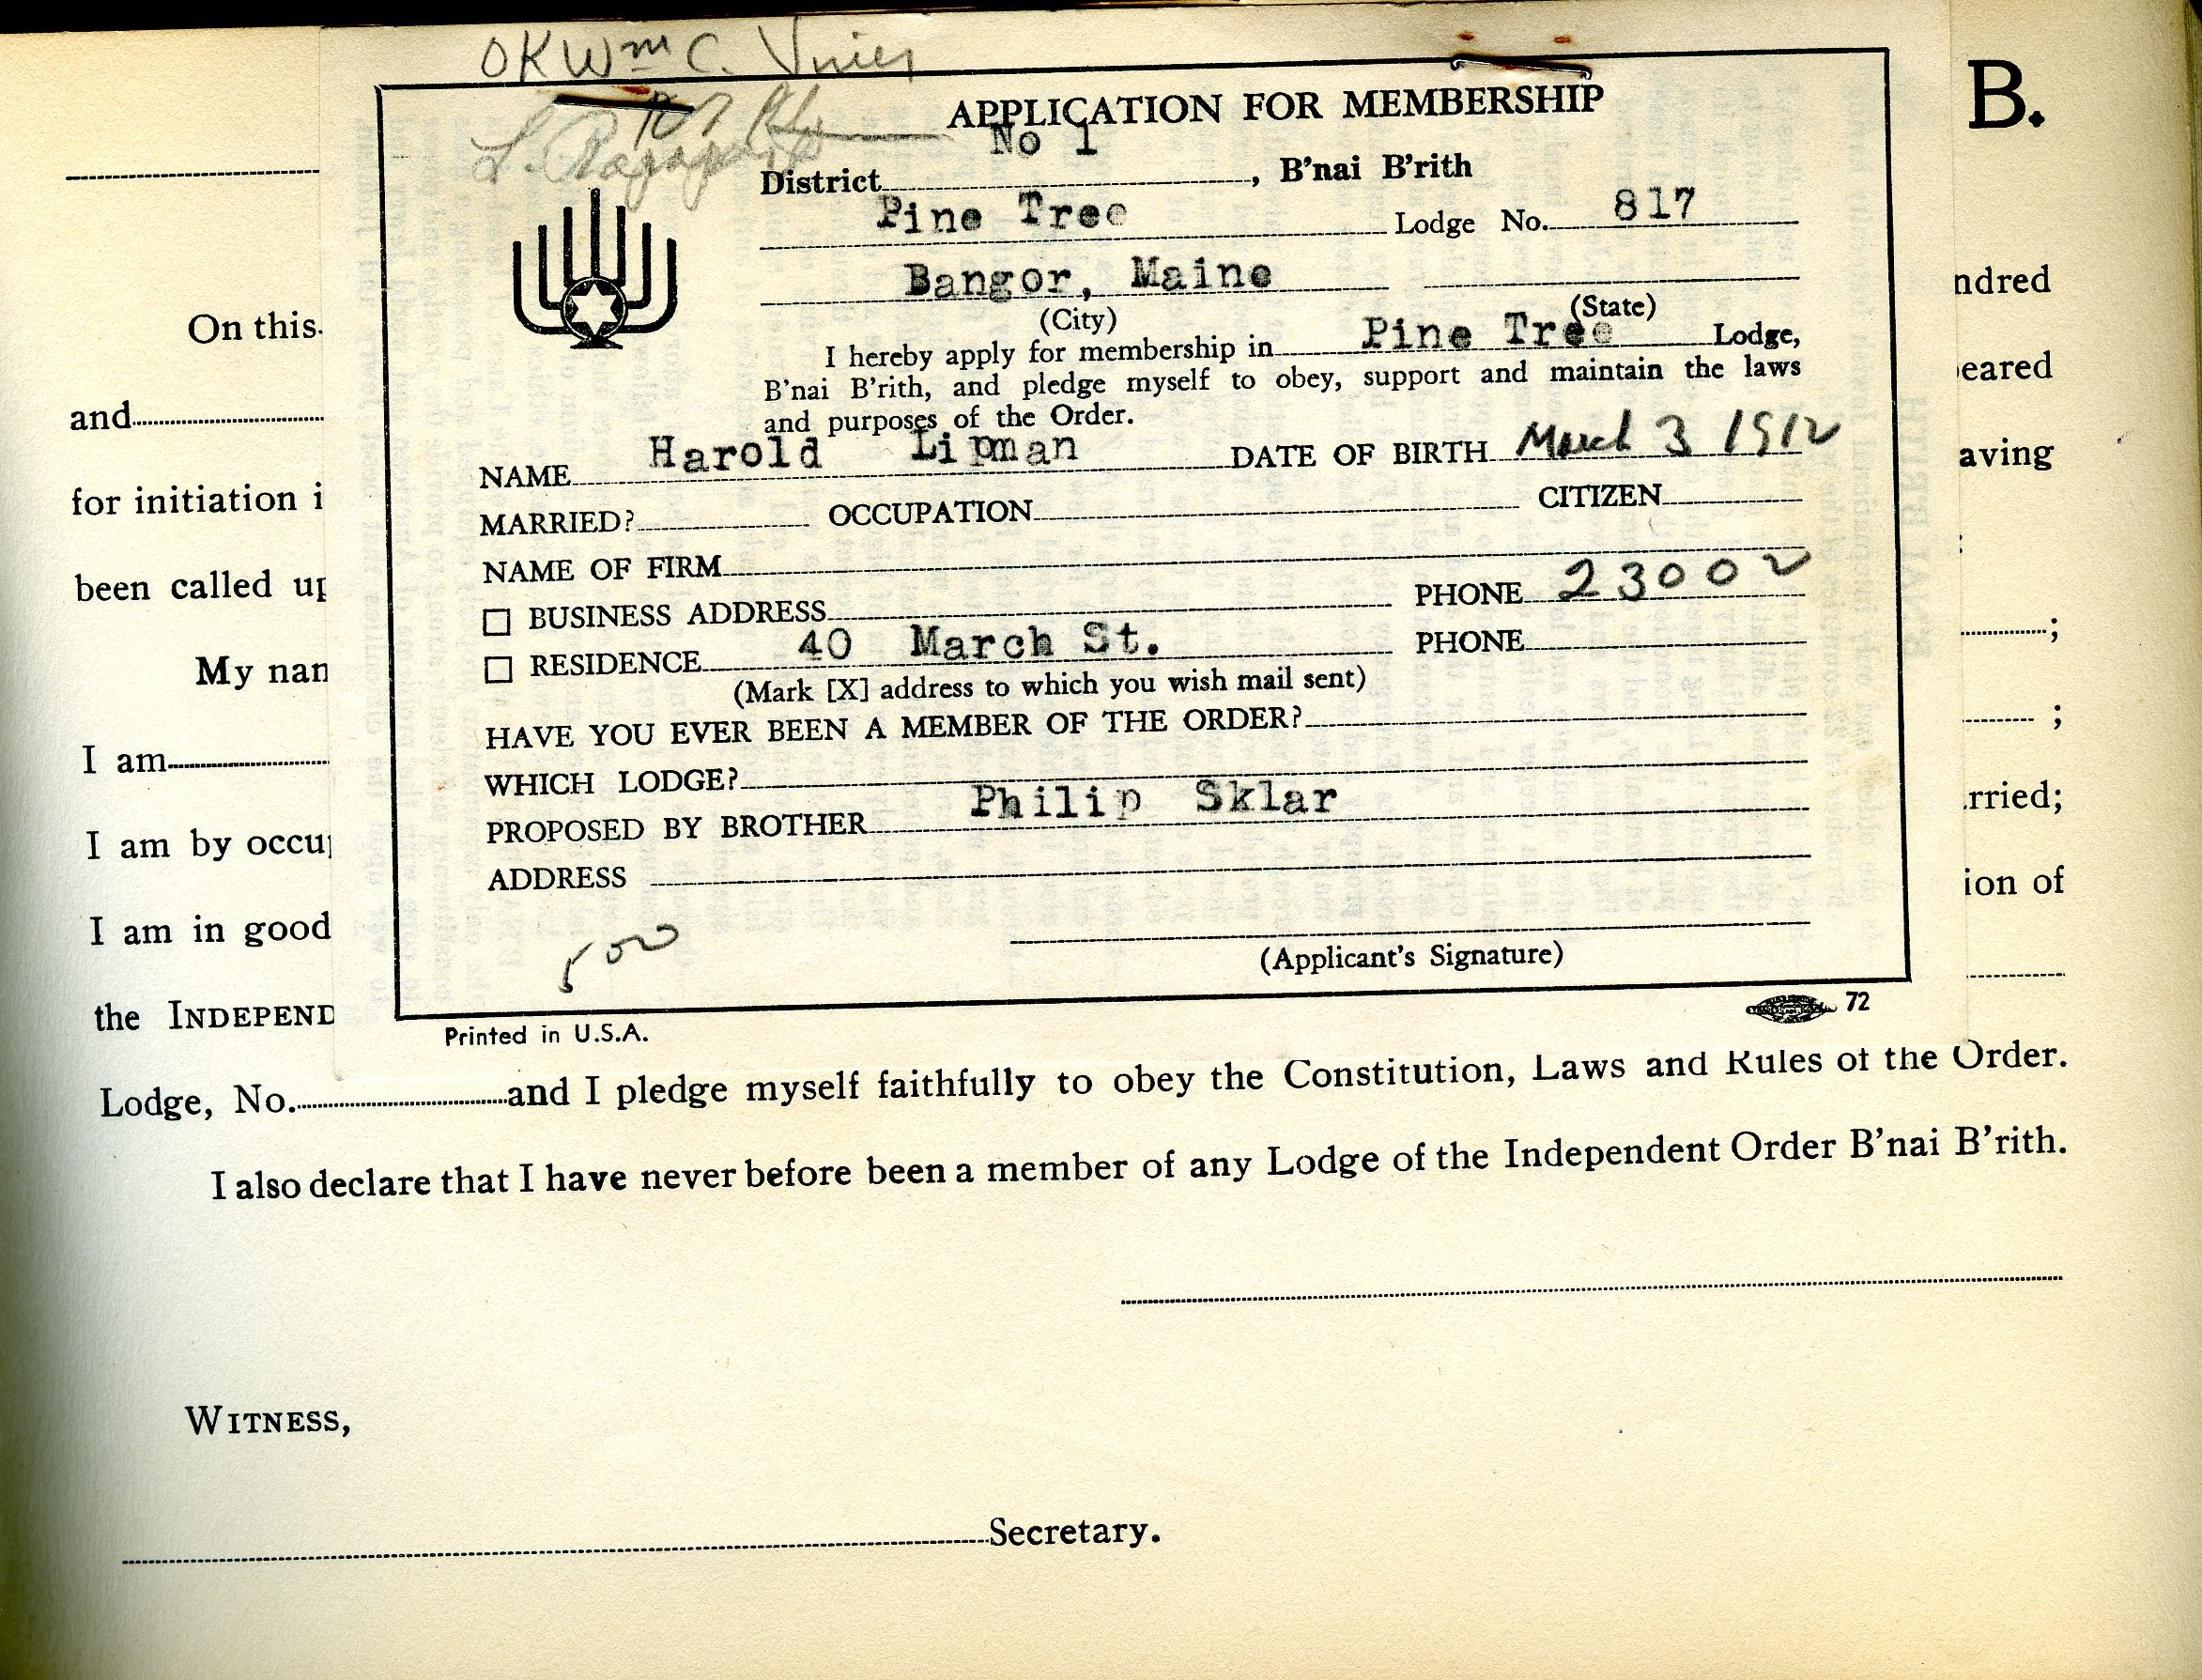 OK Wm C.
B.
APPLICATION FOR MEMBERSHIP
L.
No 1
District , B'nai B'rith
Pine Tree Lodge No. 817
Bangor, Maine
(City) (State)
I hereby apply for membership in Pine Tree Lodge,
B'nai B'rith, and pledge myself to obey, support and maintain the laws
and purposes of the Order.
NAME Harold Lipman DATE OF BIRTH March 3 1912
MARRIED? OCCUPATION CITIZEN
NAME OF FIRM
BUSINESS ADDRESS PHONE 23002
RESIDENCE 40 March St. PHONE
(Mark [X] address to which you wish mail sent)
HAVE YOU EVER BEEN A MEMBER OF THE ORDER?
WHICH LODGE?
PROPOSED BY BROTHER Philip Sklar
ADDRESS
500
(Applicant's Signature)
72
Printed in U.S.A.
On this ndred
and eared
for initiation i aving
been called up
My nam ;
I am ;
I am by occup rried;
I am in good ion of
the INDEPEND
Lodge, No. and I pledge myself faithfully to obey the Constitution, Laws and Rules of the Order.
I also declare that I have never before been a member of any Lodge of the Independent Order B'nai B'rith.
WITNESS,
Secretary.